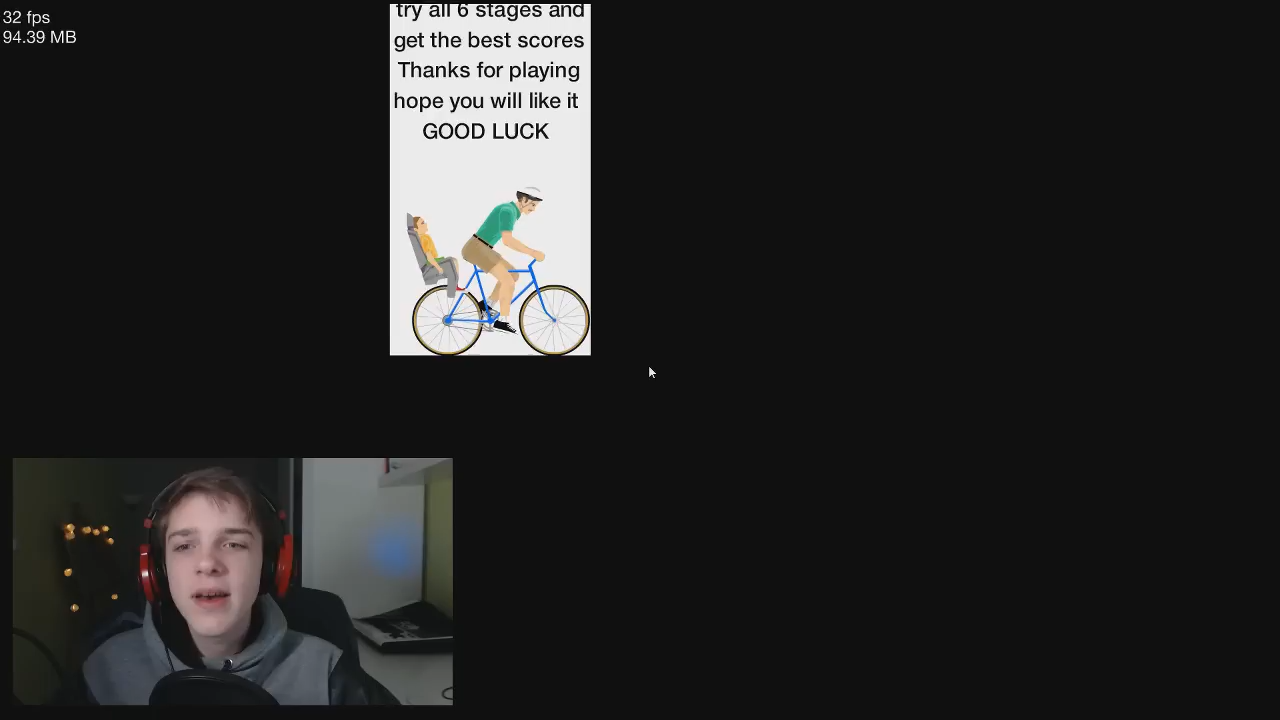 32 fps
94.39 MB
try all 6 stages and
get the best scores
Thanks for playing
hope you will like it
GOOD LUCK